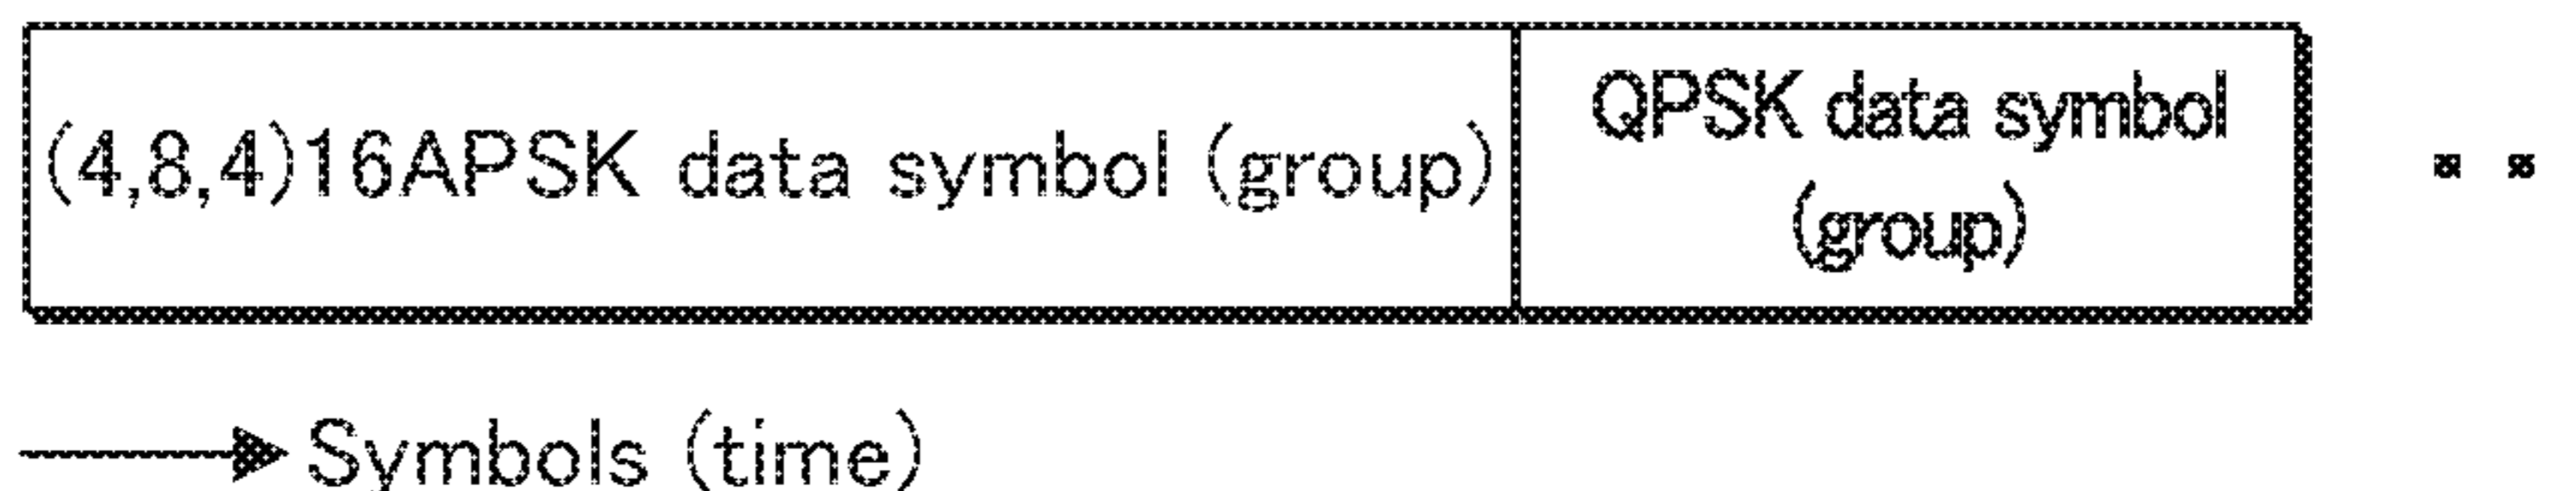 (4,8,4)16APSK data symbol (group)
QPSK data symbol
(group)
Symbols (time)